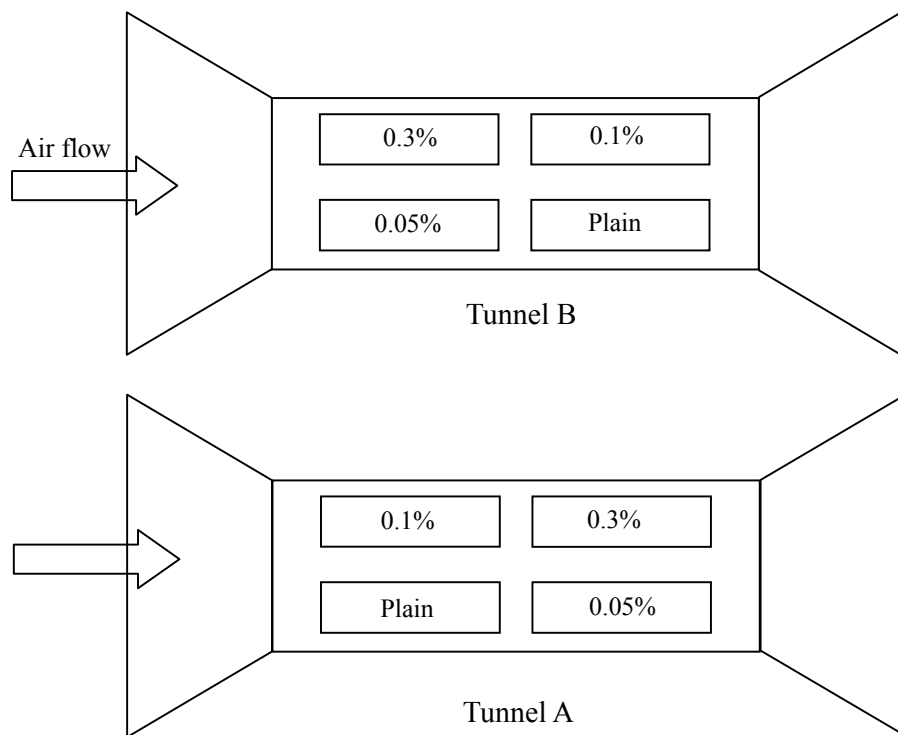 0.3%
0.1%
Air flow
0.05%
Plain
Tunnel B
0.1%
0.3%
Plain
0.05%
Tunnel A